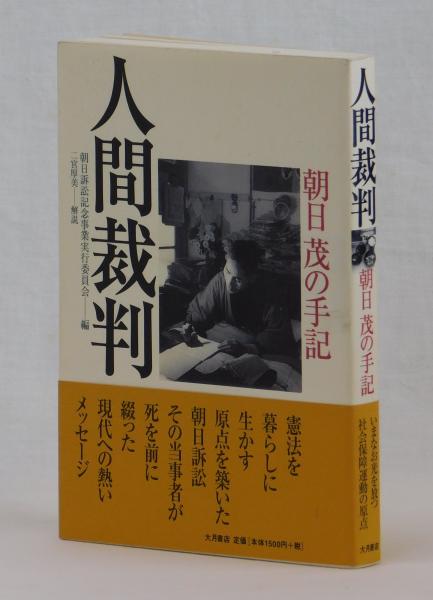 人間裁判
朝日 茂の手記
朝日訴訟記念事業実行委員会――編
二宮厚美――解説
憲法を
暮らしに
生かす
原点を築いた
朝日訴訟
その当事者が
死を前に
綴った
現代への熱い
メッセージ
大月書店 定価[本体1500円+税]
人間裁判
朝日 茂の手記
いまなお光を放つ
社会保障運動の原点
大月書店